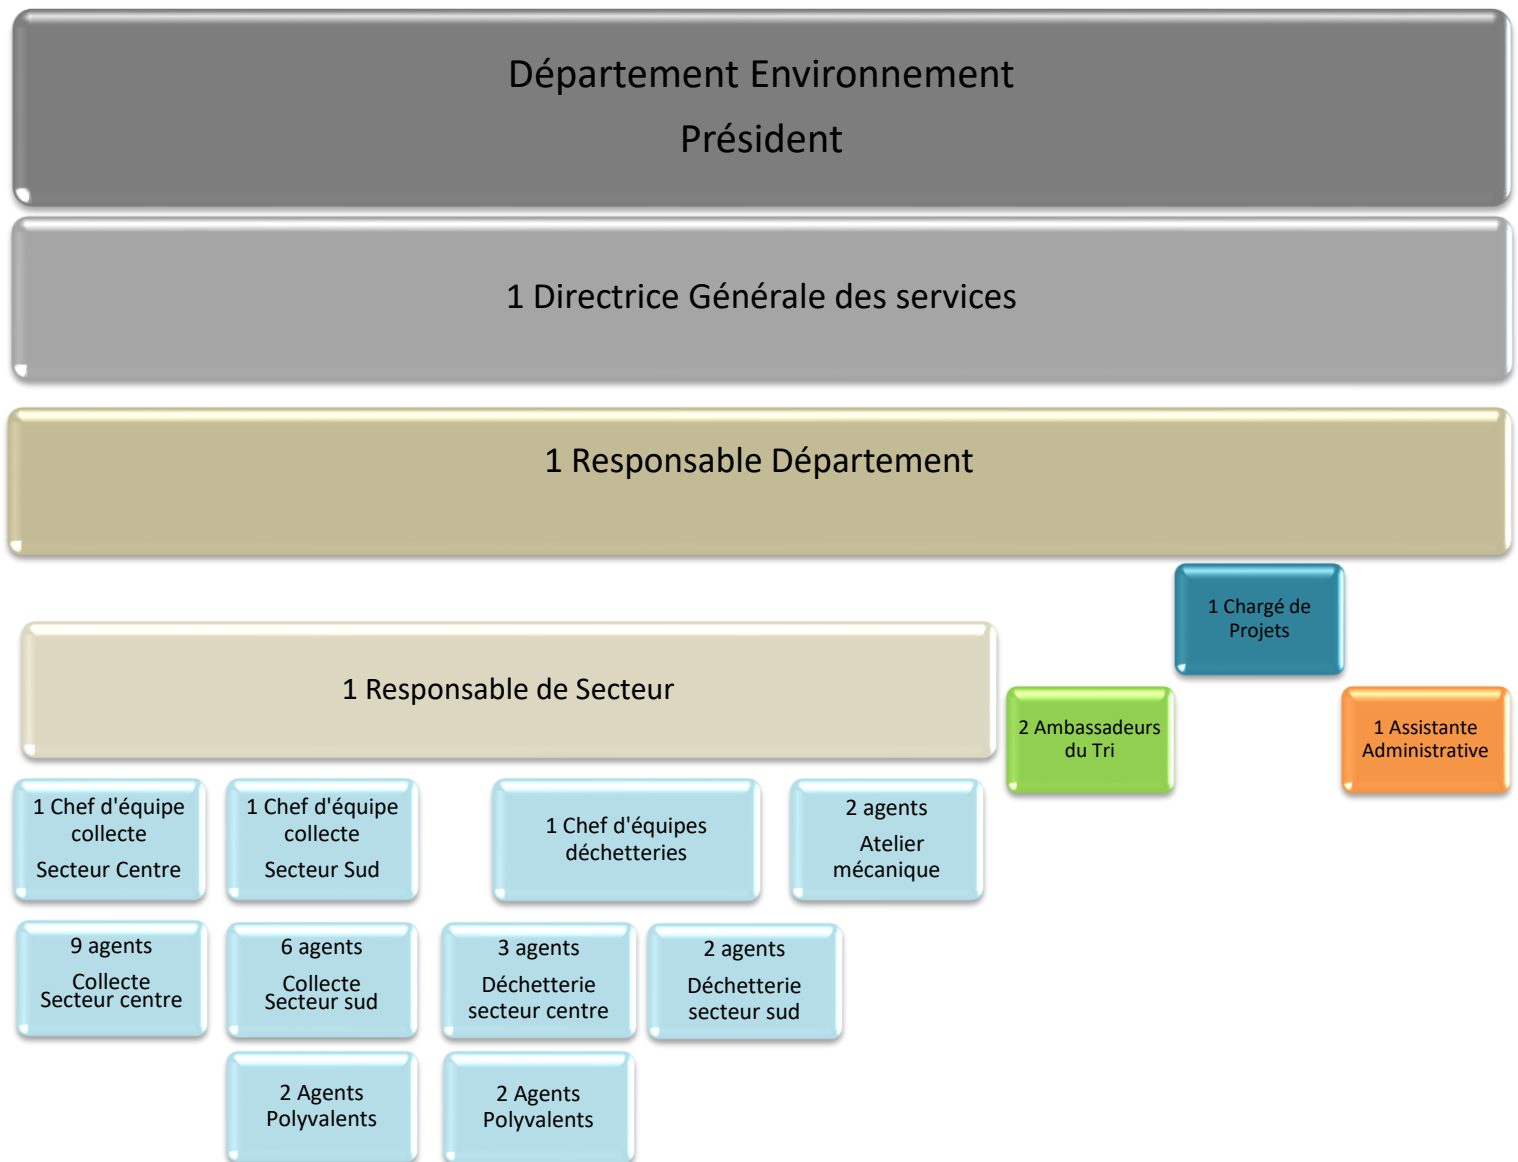 Département Environnement
Président
1 Directrice Générale des services
1 Responsable Département
1 Chargé de
Projets
1 Responsable de Secteur
2 Ambassadeurs
du Tri
1 Assistante
Administrative
1 Chef d'équipe
collecte
Secteur Centre
1 Chef d'équipe
collecte
Secteur Sud
1 Chef d'équipes
déchetteries
2 agents
Atelier
mécanique
9 agents
Collecte
Secteur centre
6 agents
Collecte
Secteur sud
3 agents
Déchetterie
secteur centre
2 agents
Déchetterie
secteur sud
2 Agents
Polyvalents
2 Agents
Polyvalents